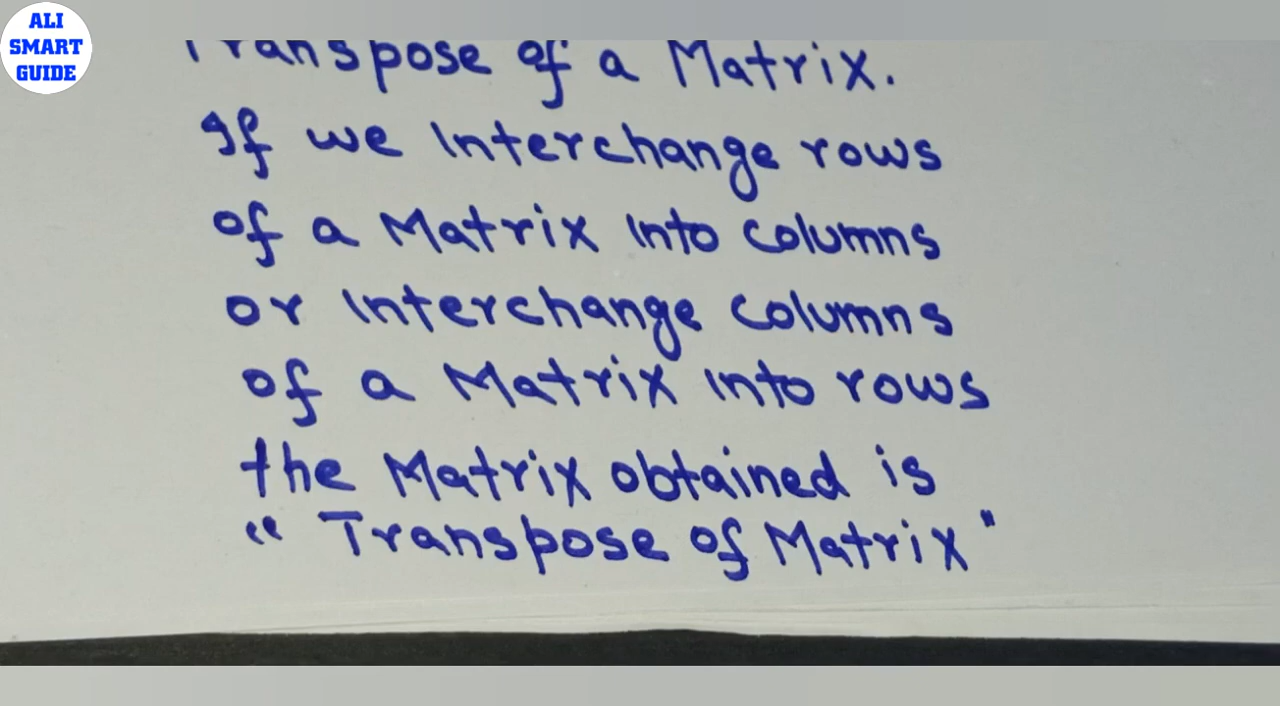 ALI
SMART
GUIDE
Transpose of a Matrix.
If we Interchange rows
of a Matrix Into columns
or Interchange columns
of a Matrix Into rows
the Matrix obtained is
"Transpose of Matrix"